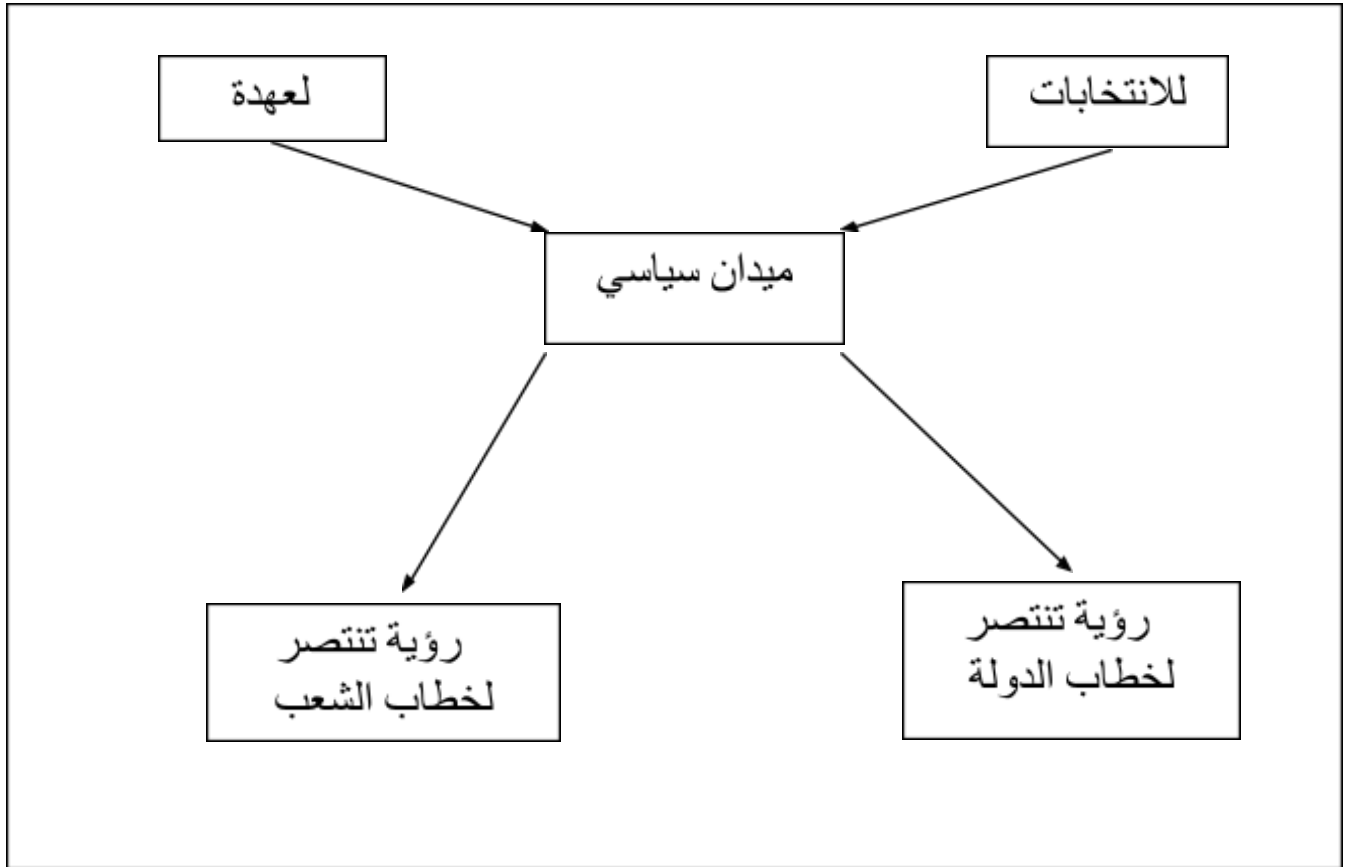 للانتخابات
لعهدة
ميدان سياسي
رؤية تنتصر
لخطاب الدولة
رؤية تنتصر
لخطاب الشعب